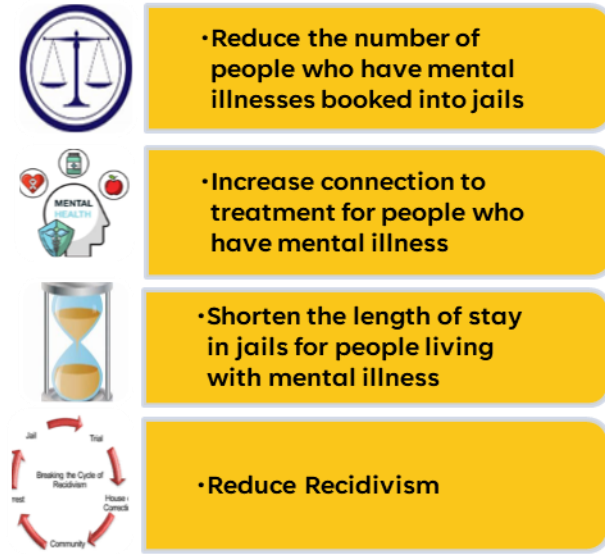 ·Reduce the number of
people who have mental
illnesses booked into jails
MENTAL
HEALTH
·Increase connection to
treatment for people who
have mental illness
·Shorten the length of stay
in jails for people living
with mental illness
Jail
Trial
Breaking the Cycle of
Recidivism
House
Community
·Reduce Recidivism